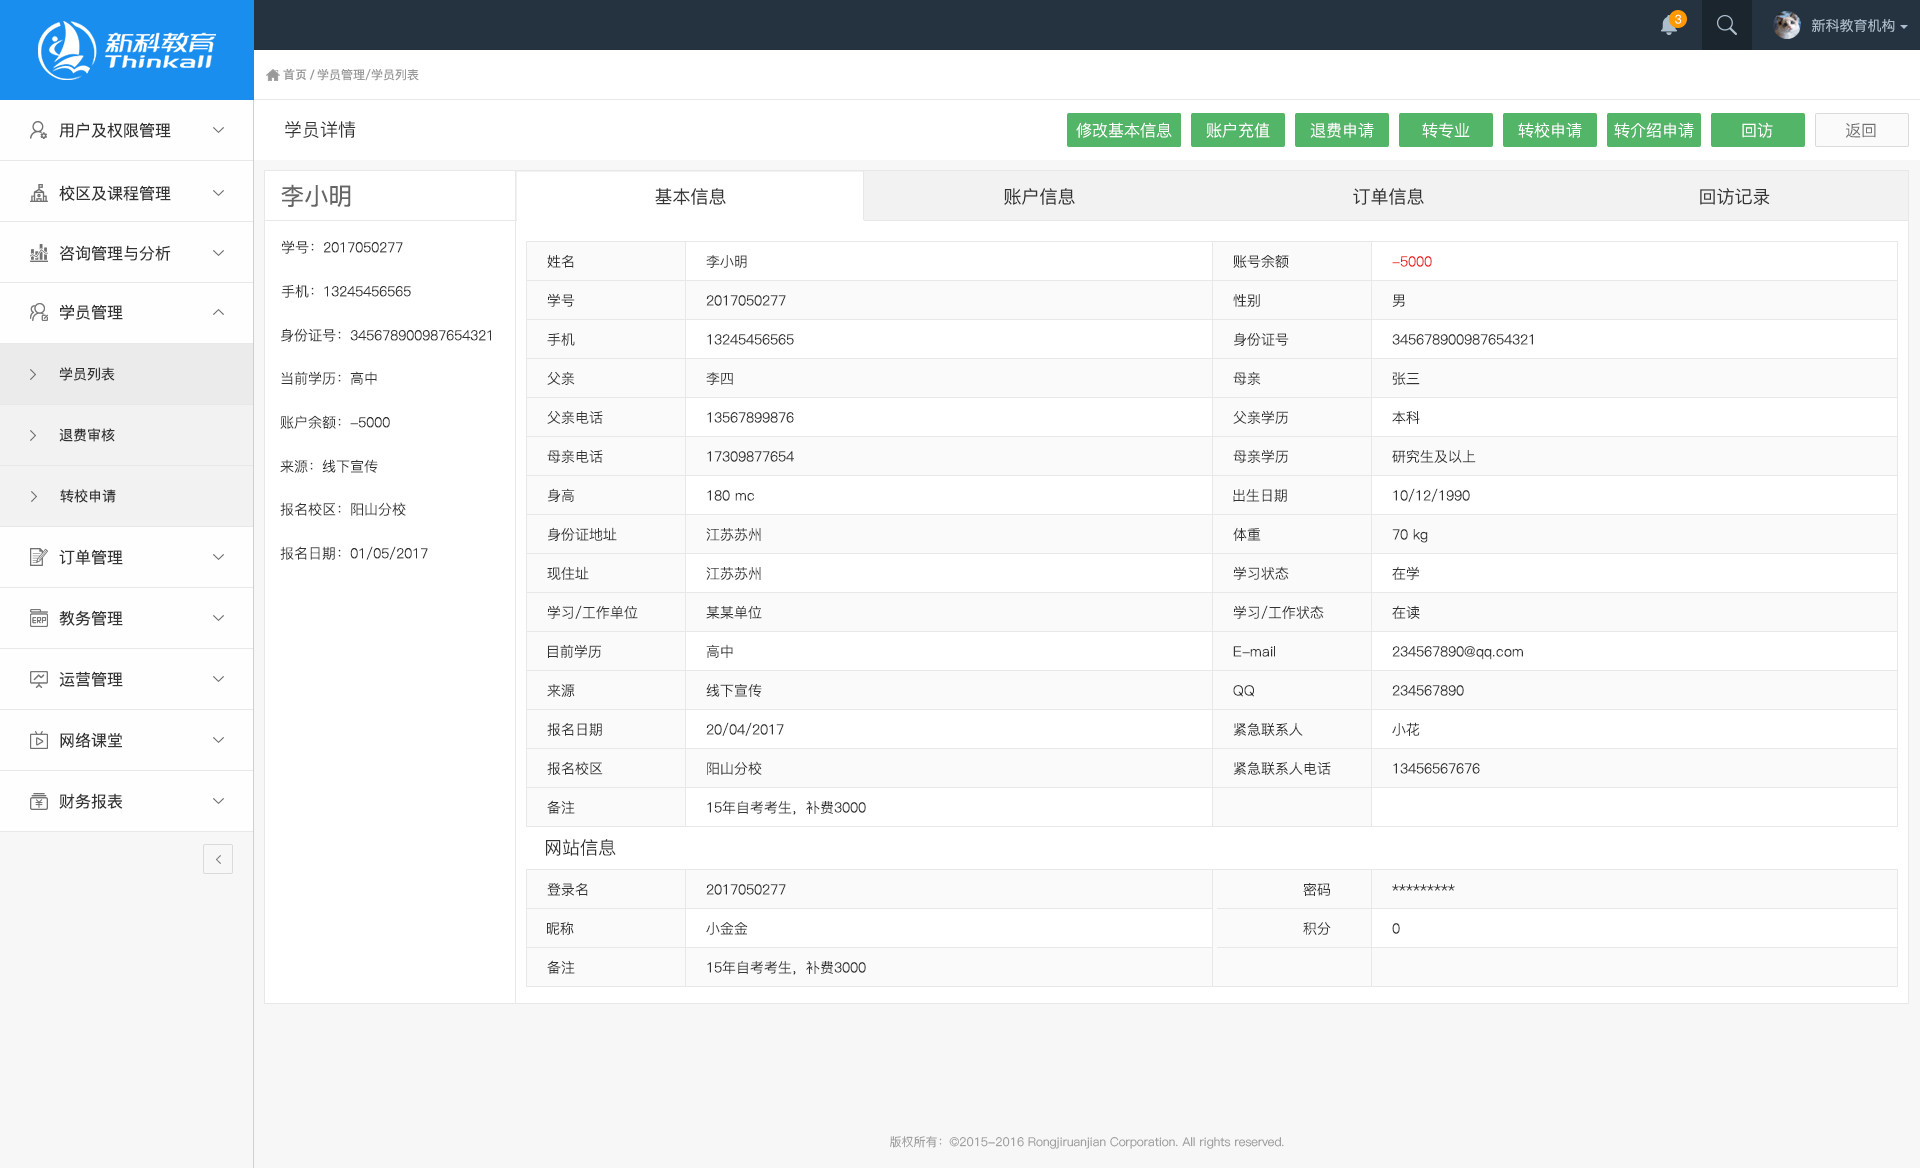 新科教育
Thinkall
3
新科教育机构
首页 / 学员管理/学员列表
用户及权限管理
校区及课程管理
咨询管理与分析
学员管理
学员列表
退费审核
转校申请
订单管理
教务管理
运营管理
网络课堂
财务报表
学员详情
修改基本信息 账户充值 退费申请 转专业 转校申请 转介绍申请 回访 返回
李小明
学号：2017050277
手机：13245456565
身份证号：345678900987654321
当前学历：高中
账户余额：-5000
来源：线下宣传
报名校区：阳山分校
报名日期：01/05/2017
基本信息 账户信息 订单信息 回访记录
姓名 李小明 账号余额 -5000
学号 2017050277 性别 男
手机 13245456565 身份证号 345678900987654321
父亲 李四 母亲 张三
父亲电话 13567899876 父亲学历 本科
母亲电话 17309877654 母亲学历 研究生及以上
身高 180 mc 出生日期 10/12/1990
身份证地址 江苏苏州 体重 70 kg
现住址 江苏苏州 学习状态 在学
学习/工作单位 某某单位 学习/工作状态 在读
目前学历 高中 E-mail 234567890@qq.com
来源 线下宣传 QQ 234567890
报名日期 20/04/2017 紧急联系人 小花
报名校区 阳山分校 紧急联系人电话 13456567676
备注 15年自考考生，补费3000
网站信息
登录名 2017050277 密码 *********
昵称 小金金 积分 0
备注 15年自考考生，补费3000
版权所有：©2015-2016 Rongjiruanjian Corporation. All rights reserved.